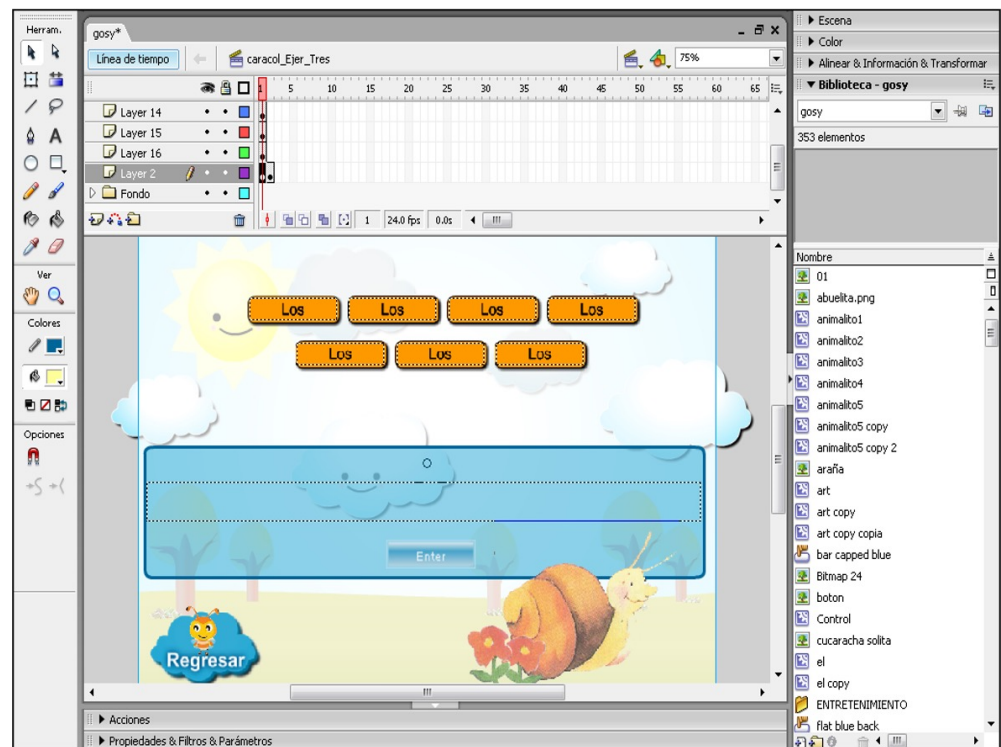 Herram.
Ver
Colores
Opciones
gosy*
Línea de tiempo
caracol_Ejer_Tres
75%
1 5 10 15 20 25 30 35 40 45 50 55 60 65
Layer 14
Layer 15
Layer 16
Layer 2
Fondo
1 24.0 fps 0.0s
Los Los Los Los
Los Los Los
Enter
Regresar
Acciones
Propiedades & Filtros & Parámetros
Escena
Color
Alinear & Información & Transformar
Biblioteca - gosy
gosy
353 elementos
Nombre
01
abuelita.png
animalito1
animalito2
animalito3
animalito4
animalito5
animalito5 copy
animalito5 copy 2
araña
art
art copy
art copy copia
bar capped blue
Bitmap 24
boton
Control
cucaracha solita
el
el copy
ENTRETENIMIENTO
flat blue back